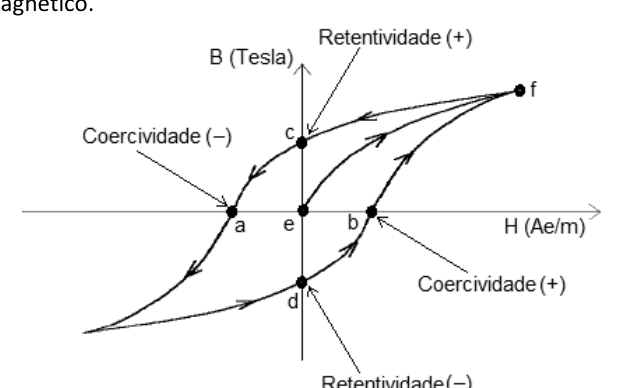 agnético.
Retentividade (+)
B (Tesla)
f
c
Coercividade (–)
a
e
b
H (Ae/m)
Coercividade (+)
d
Retentividade (–)